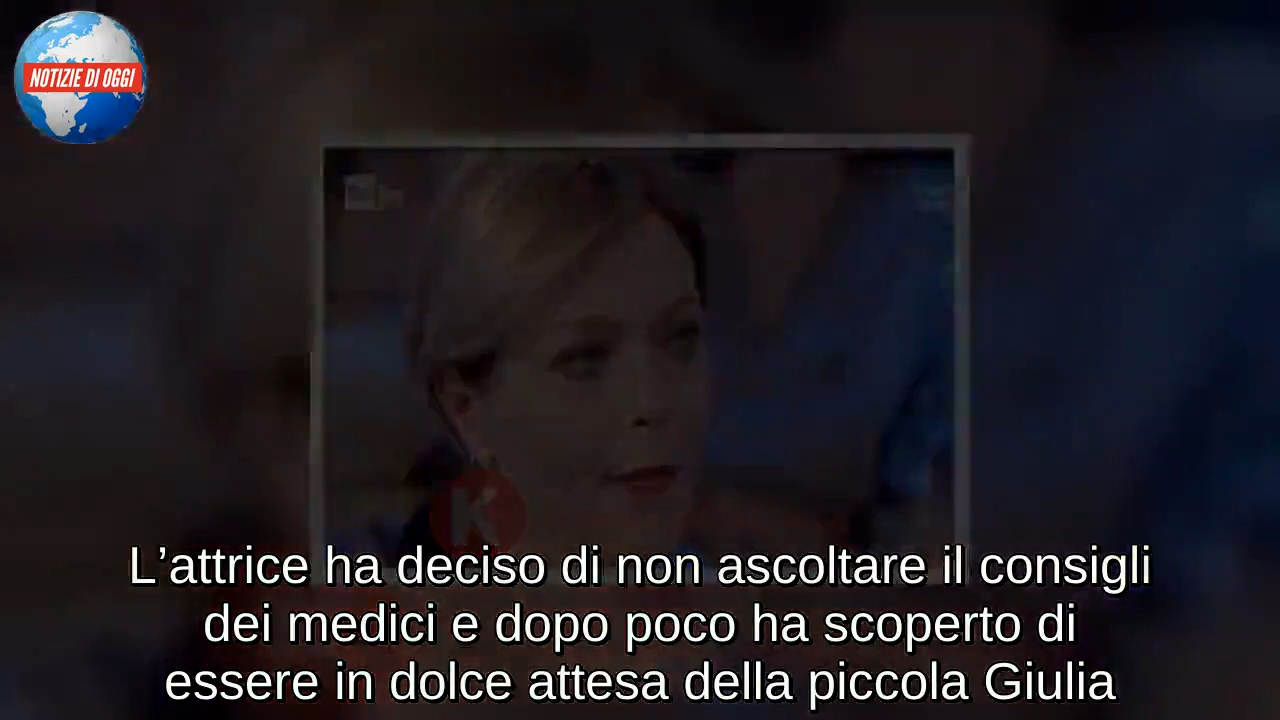 NOTIZIE DI OGGI
K
L’attrice ha deciso di non ascoltare il consigli
dei medici e dopo poco ha scoperto di
essere in dolce attesa della piccola Giulia